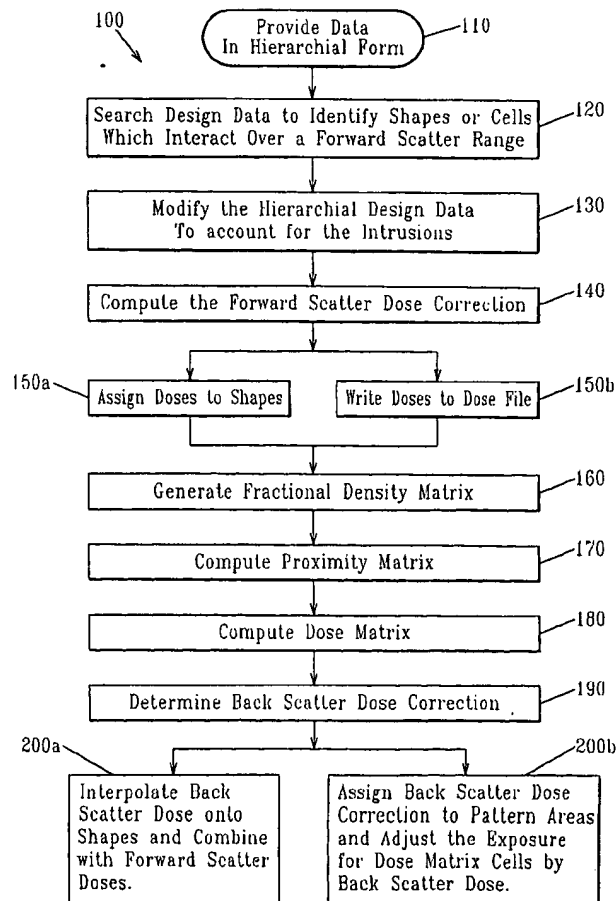 100
Provide Data
In Hierarchial Form
110
Search Design Data to Identify Shapes or Cells
Which Interact Over a Forward Scatter Range
120
Modify the Hierarchial Design Data
To account for the Intrusions
130
Compute the Forward Scatter Dose Correction
140
150a
Assign Doses to Shapes
Write Doses to Dose File
150b
Generate Fractional Density Matrix
160
Compute Proximity Matrix
170
Compute Dose Matrix
180
Determine Back Scatter Dose Correction
190
200a
Interpolate Back
Scatter Dose onto
Shapes and Combine
with Forward Scatter
Doses.
200b
Assign Back Scatter Dose
Correction to Pattern Areas
and Adjust the Exposure
for Dose Matrix Cells by
Back Scatter Dose.